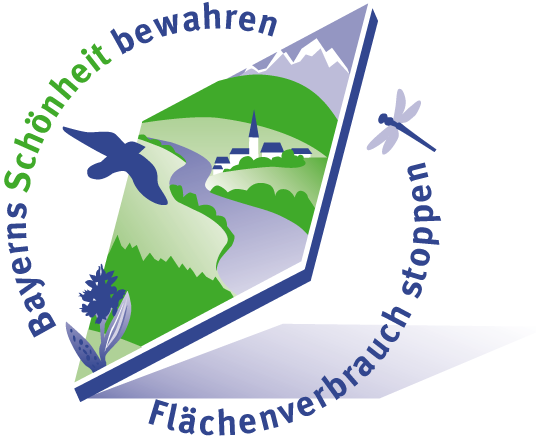 Bayerns Schönheit bewahren
Flächenverbrauch stoppen